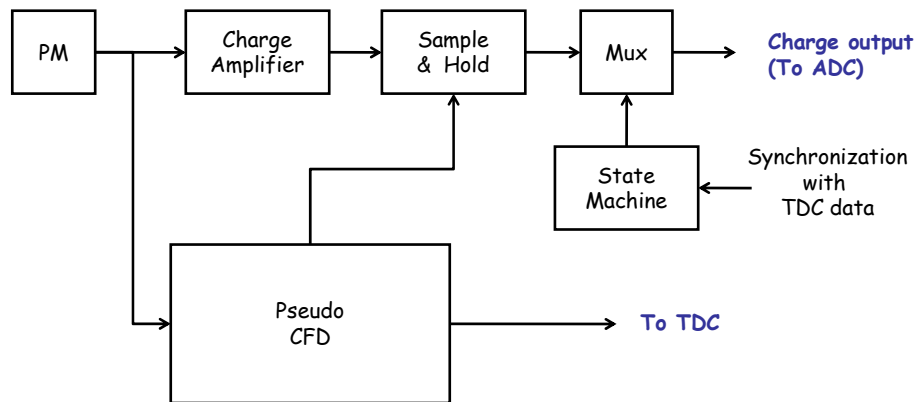 PM
Charge
Amplifier
Sample
& Hold
Mux
Charge output
(To ADC)
State
Machine
Synchronization
with
TDC data
Pseudo
CFD
To TDC